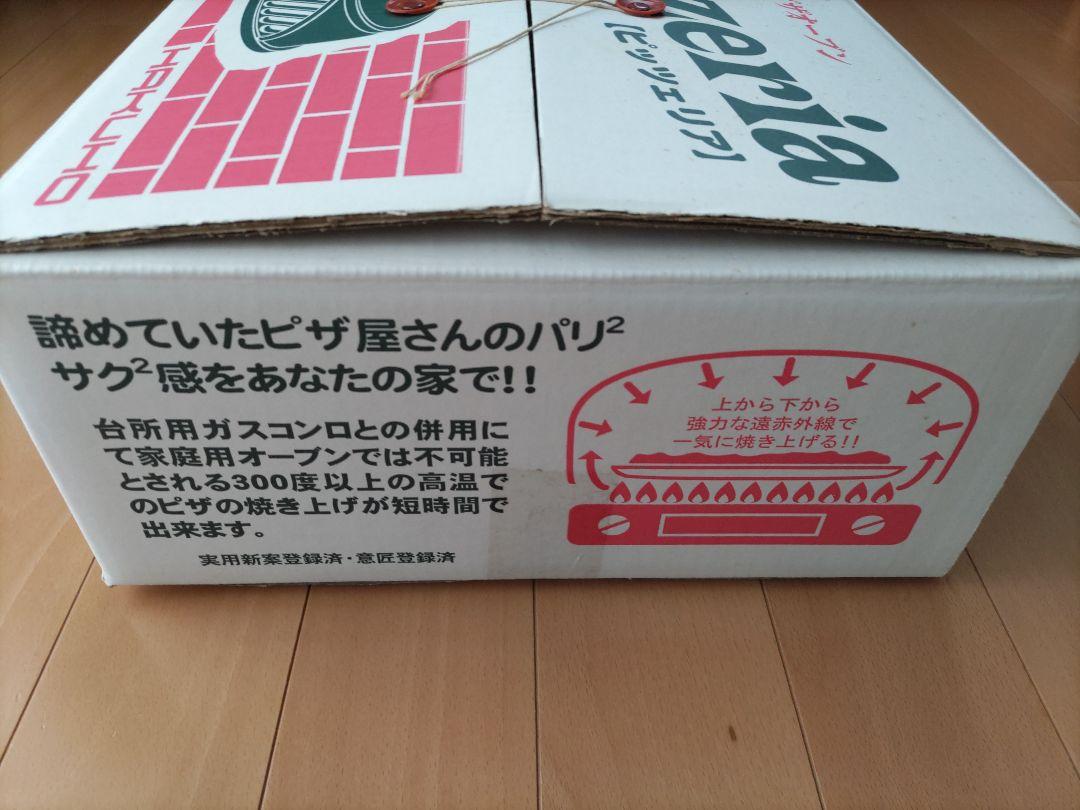 zeria
【ピッツェリア】
諦めていたピザ屋さんのパリ²
サク²感をあなたの家で!!
台所用ガスコンロとの併用に
て家庭用オーブンでは不可能
とされる300度以上の高温で
のピザの焼き上げが短時間で
出来ます。
実用新案登録済・意匠登録済
上から下から
強力な遠赤外線で
一気に焼き上げる!!